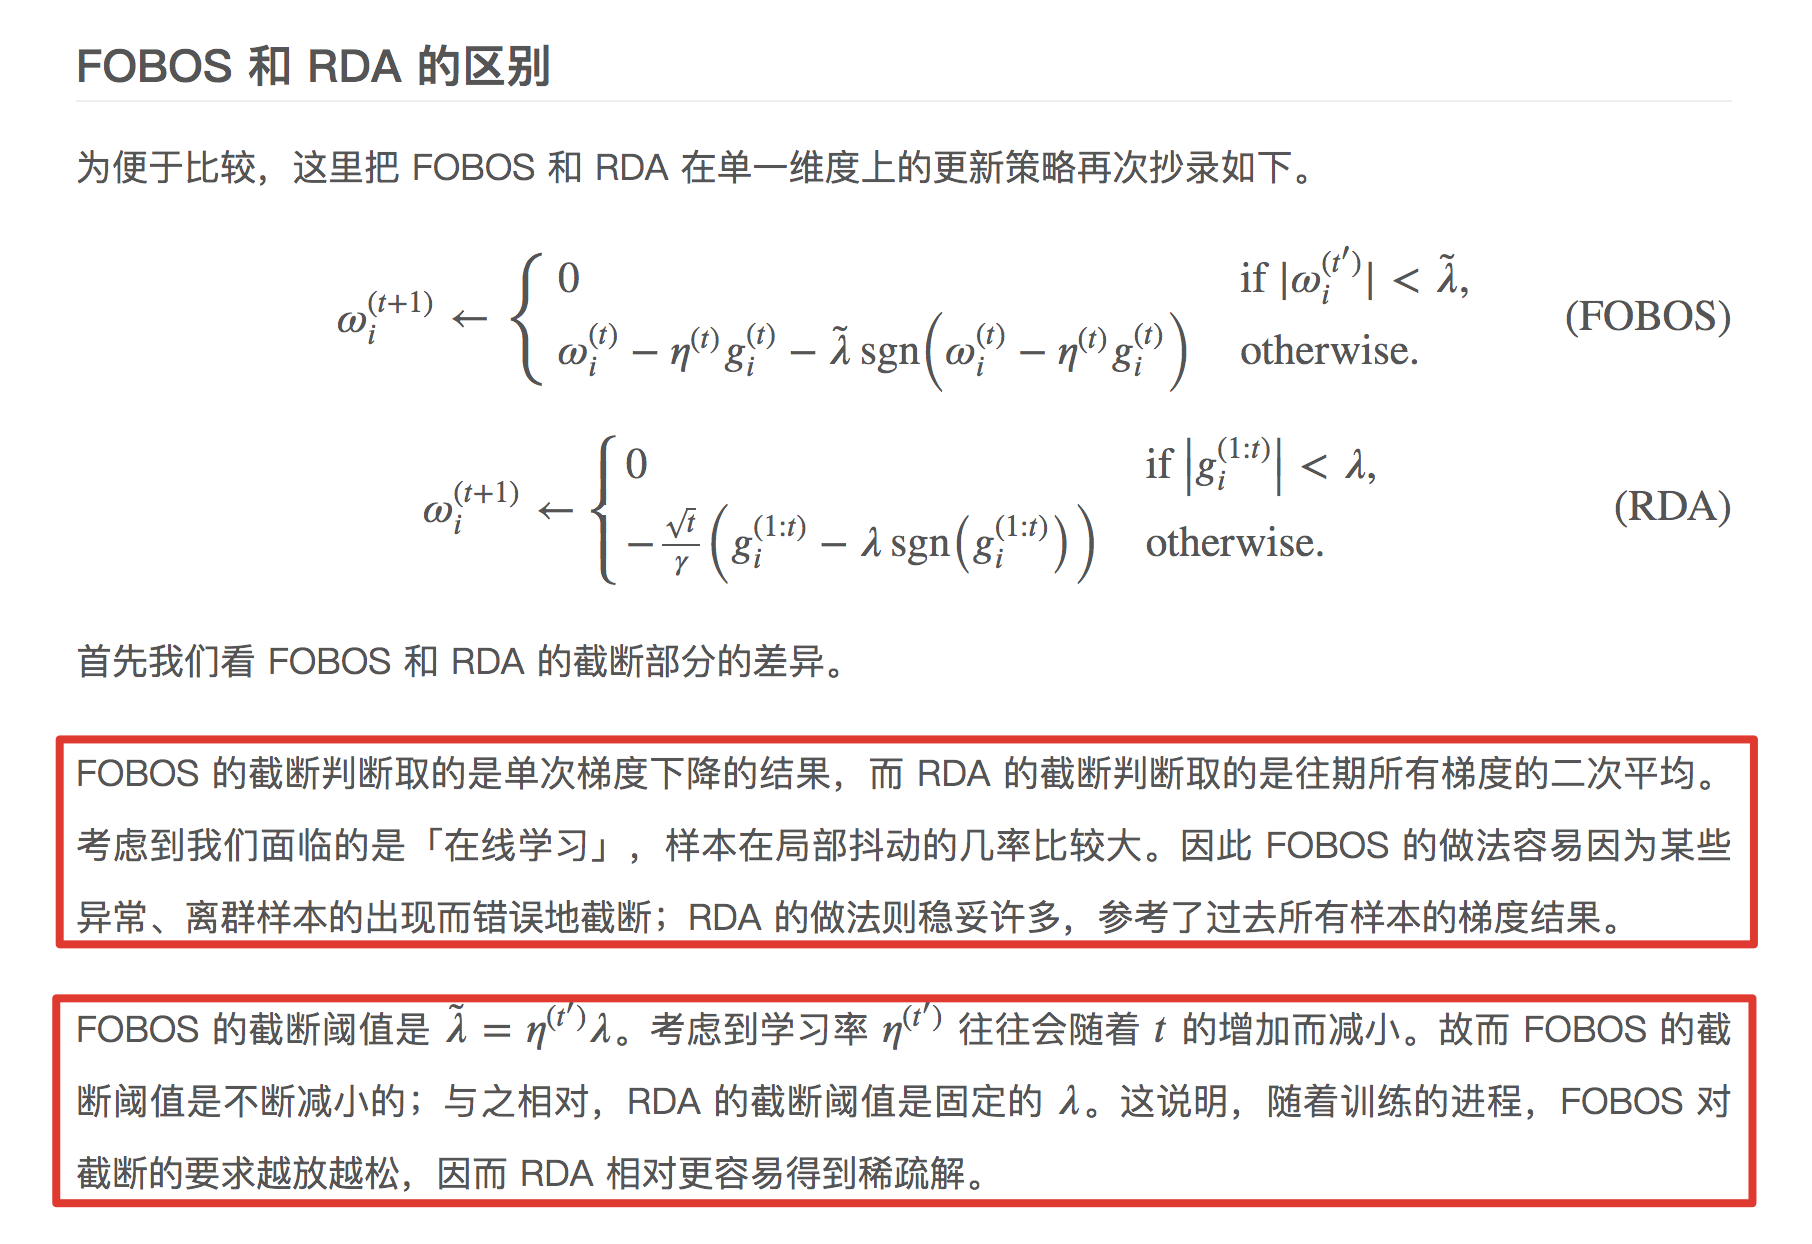 FOBOS 和 RDA 的区别
为便于比较，这里把 FOBOS 和 RDA 在单一维度上的更新策略再次抄录如下。
$\omega_i^{(t+1)} \leftarrow \begin{cases} 0 & \text{if } |\omega_i^{(t')}| < \tilde{\lambda}, \\ \omega_i^{(t)} - \eta^{(t)} g_i^{(t)} - \tilde{\lambda} \operatorname{sgn}\left(\omega_i^{(t)} - \eta^{(t)} g_i^{(t)}\right) & \text{otherwise.} \end{cases}$ (FOBOS)
$\omega_i^{(t+1)} \leftarrow \begin{cases} 0 & \text{if } \left|g_i^{(1:t)}\right| < \lambda, \\ -\frac{\sqrt{t}}{\gamma}\left(g_i^{(1:t)} - \lambda \operatorname{sgn}\left(g_i^{(1:t)}\right)\right) & \text{otherwise.} \end{cases}$ (RDA)
首先我们看 FOBOS 和 RDA 的截断部分的差异。
FOBOS 的截断判断取的是单次梯度下降的结果，而 RDA 的截断判断取的是往期所有梯度的二次平均。
考虑到我们面临的是「在线学习」，样本在局部抖动的几率比较大。因此 FOBOS 的做法容易因为某些
异常、离群样本的出现而错误地截断；RDA 的做法则稳妥许多，参考了过去所有样本的梯度结果。
FOBOS 的截断阈值是 $\tilde{\lambda} = \eta^{(t')}\lambda$。考虑到学习率 $\eta^{(t')}$ 往往会随着 $t$ 的增加而减小。故而 FOBOS 的截
断阈值是不断减小的；与之相对，RDA 的截断阈值是固定的 $\lambda$。这说明，随着训练的进程，FOBOS 对
截断的要求越放越松，因而 RDA 相对更容易得到稀疏解。